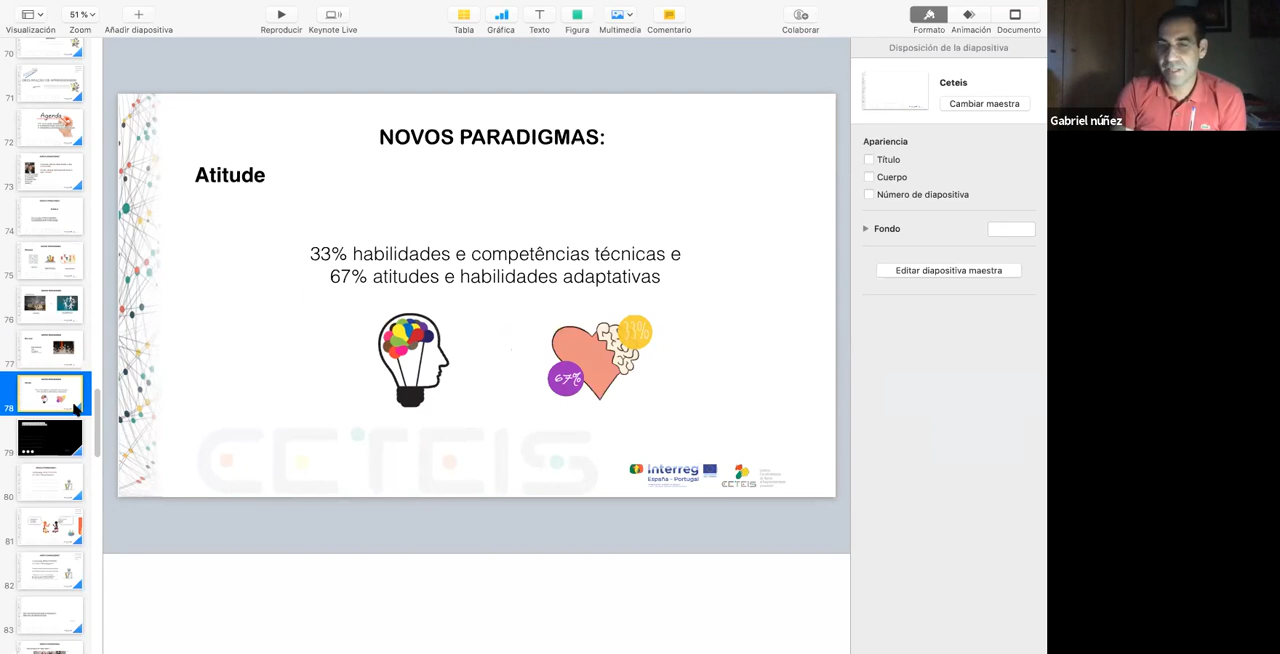 51 %
Visualización
Zoom
Añadir diapositiva
Reproducir
Keynote Live
Tabla
Gráfica
Texto
Figura
Multimedia
Comentario
Colaborar
Formato
Animación
Documento
Disposición de la diapositiva
Ceteis
Cambiar maestra
Apariencia
Título
Cuerpo
Número de diapositiva
Fondo
Editar diapositiva maestra
Gabriel núñez
70
71
72
Agenda
73
74
75
76
77
78
79
80
81
82
83
NOVOS PARADIGMAS:
Atitude
33% habilidades e competências técnicas e
67% atitudes e habilidades adaptativas
33%
67%
CETEIS
Interreg
España - Portugal
CETEIS